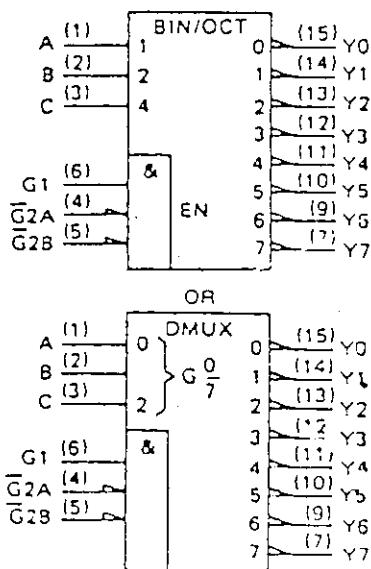 BIN/OCT
A (1) 1 0 (15) Y0
B (2) 2 1 (14) Y1
C (3) 4 2 (13) Y2
3 (12) Y3
4 (11) Y4
G1 (6) & 5 (10) Y5
G2A (4) EN 6 (9) Y6
G2B (5) 7 (7) Y7
OR
DMUX
A (1) 0 0 (15) Y0
B (2) G 0/7 1 (14) Y1
C (3) 2 2 (13) Y2
3 (12 Y3
G1 (6) & 4 (11) Y4
G2A (4) 5 (10) Y5
G2B (5) 6 (9) Y6
7 (7) Y7